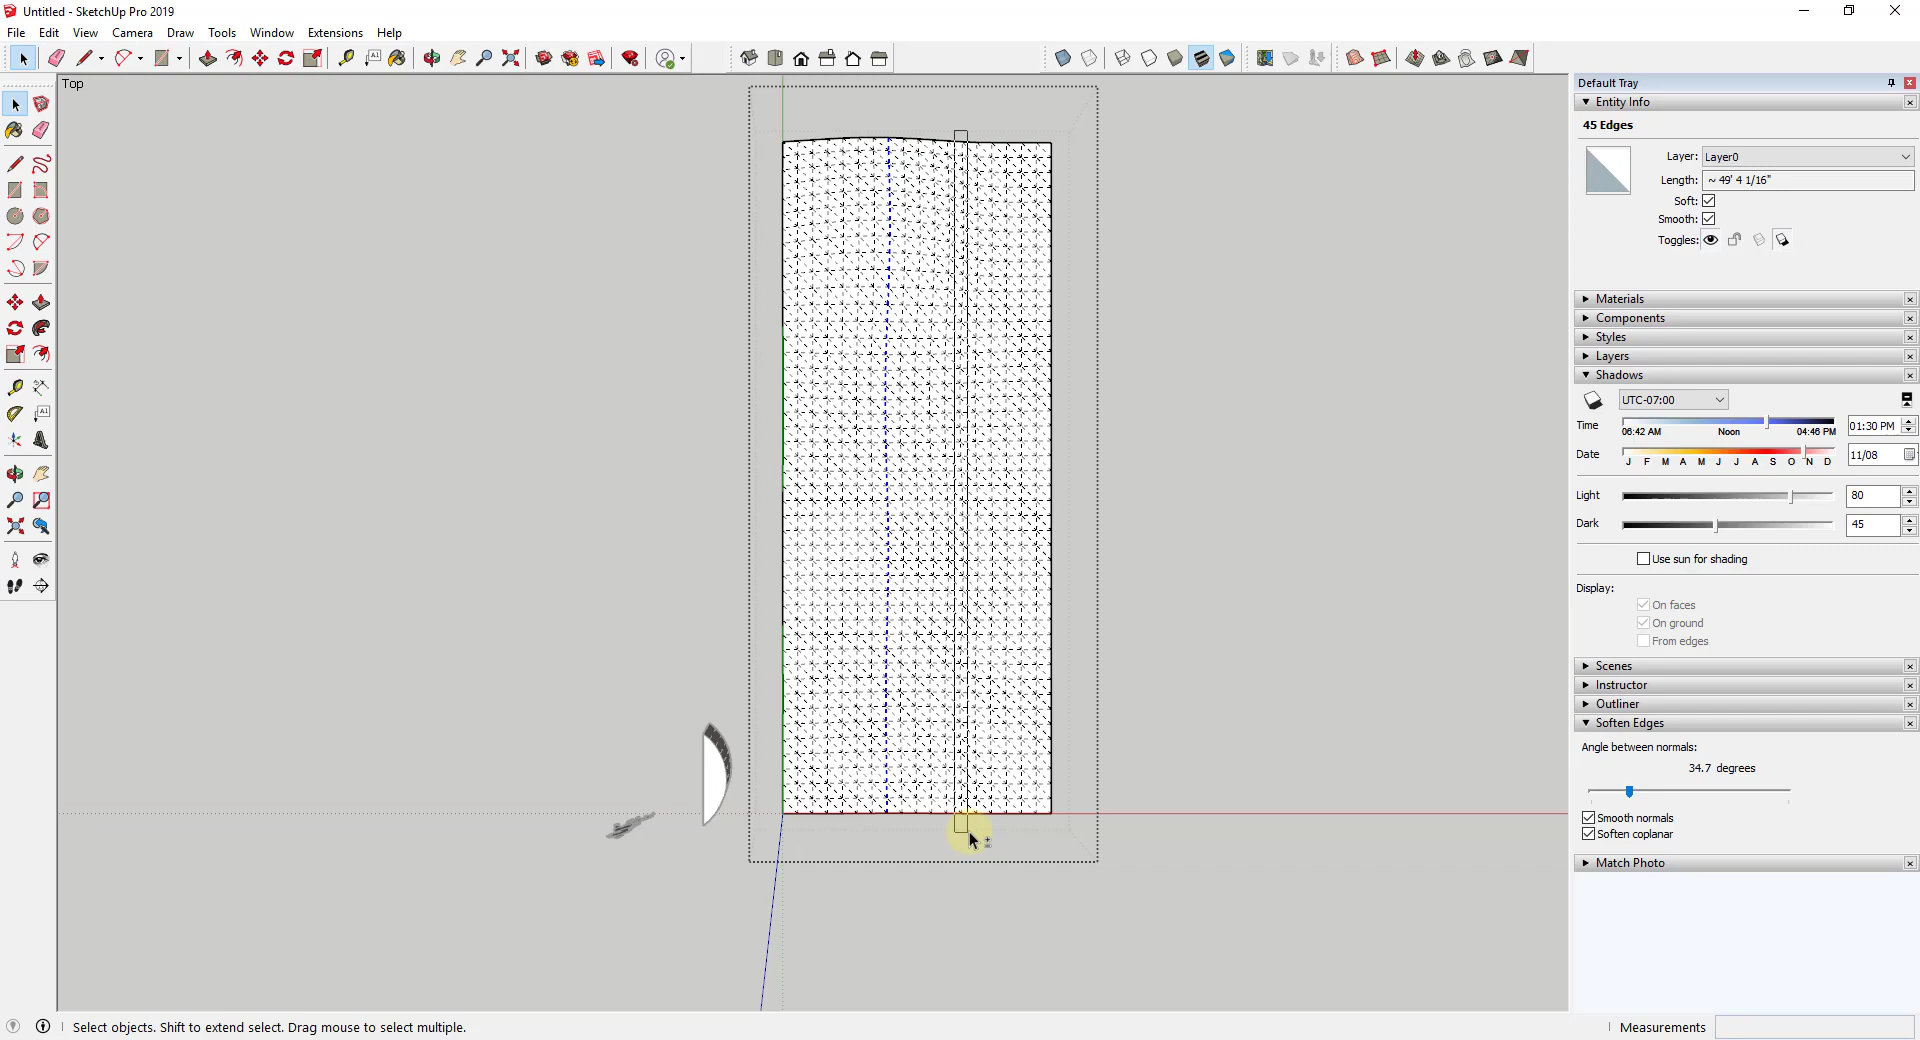 Untitled - SketchUp Pro 2019
File Edit View Camera Draw Tools Window Extensions Help
Top
Default Tray
Entity Info
45 Edges
Layer: Layer0
Length: ~ 49' 4 1/16"
Soft:
Smooth:
Toggles:
Materials
Components
Styles
Layers
Shadows
UTC-07:00
Time 01:30 PM
06:42 AM Noon 04:46 PM
Date 11/08
J F M A M J J A S O N D
Light 80
Dark 45
Use sun for shading
Display:
On faces
On ground
From edges
Scenes
Instructor
Outliner
Soften Edges
Angle between normals:
34.7 degrees
Smooth normals
Soften coplanar
Match Photo
Select objects. Shift to extend select. Drag mouse to select multiple.
Measurements